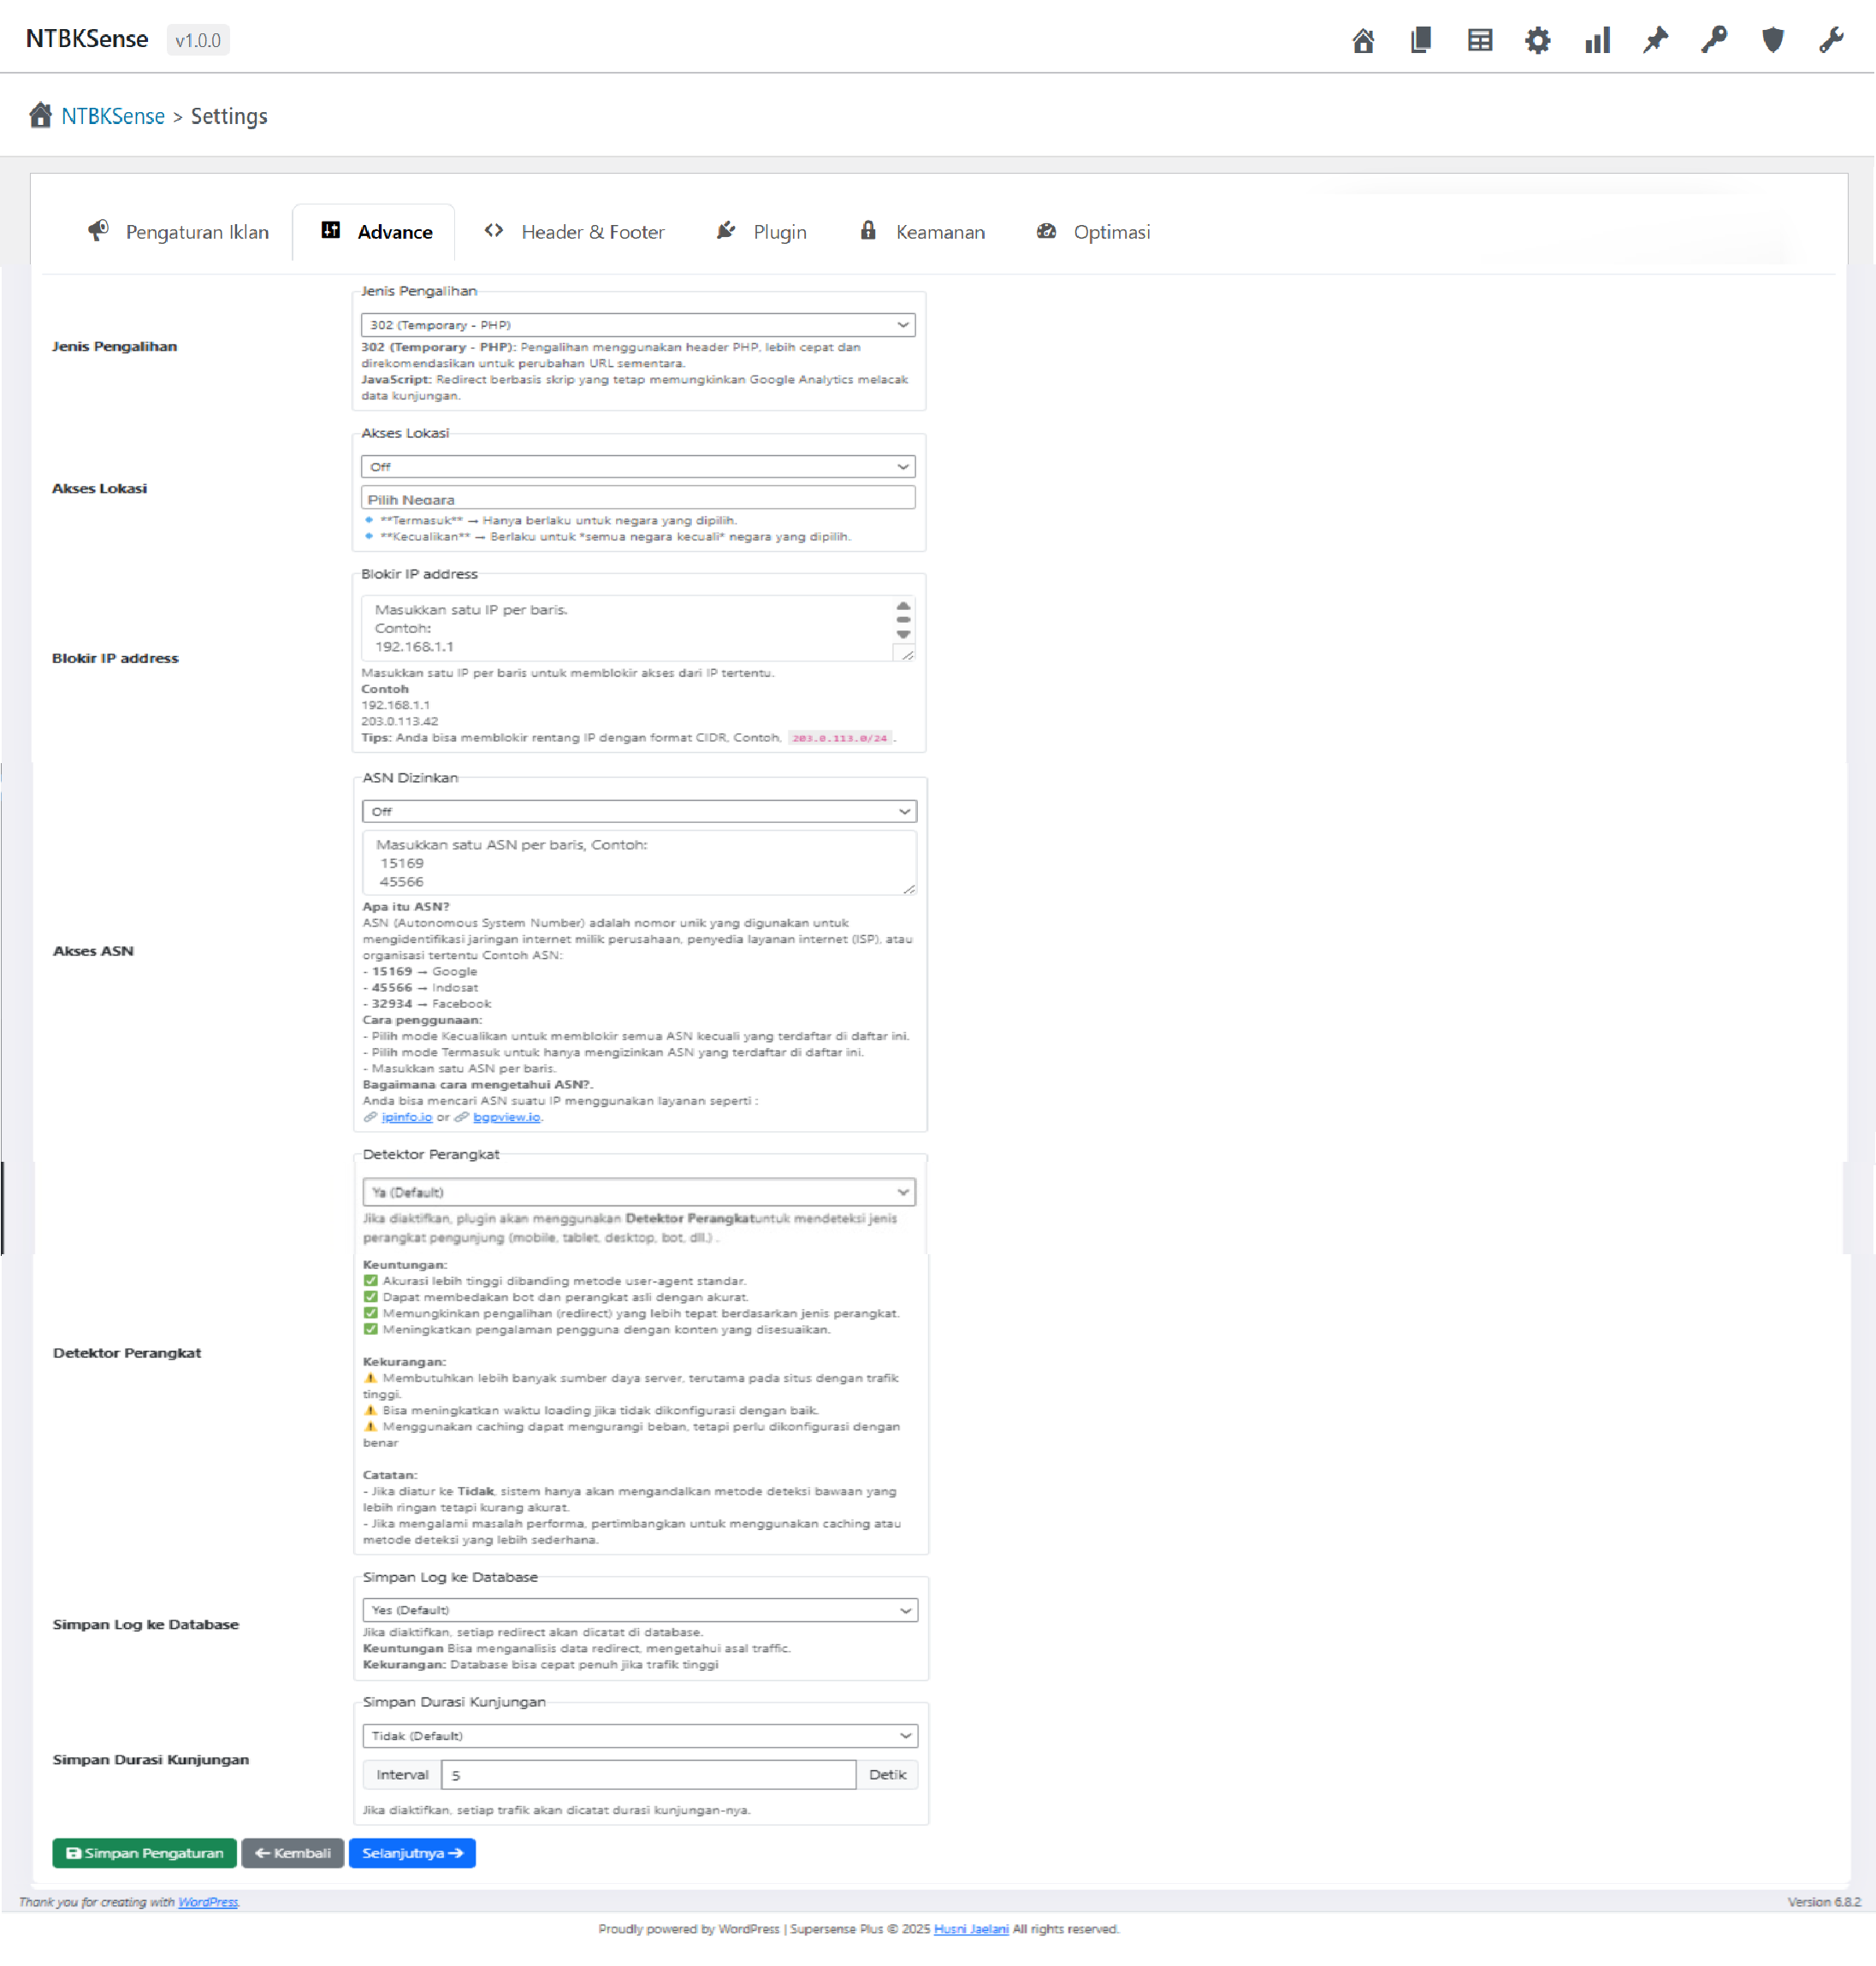 NTBKSense v1.0.0
NTBKSense > Settings
Pengaturan Iklan Advance Header & Footer Plugin Keamanan Optimasi
Jenis Pengalihan
Jenis Pengalihan
302 (Temporary - PHP)
302 (Temporary - PHP): Pengalihan menggunakan header PHP, lebih cepat dan
direkomendasikan untuk perubahan URL sementara.
JavaScript: Redirect berbasis skrip yang tetap memungkinkan Google Analytics melacak
data kunjungan.
Akses Lokasi
Akses Lokasi
Off
Pilih Negara
**Termasuk** → Hanya berlaku untuk negara yang dipilih.
**Kecualikan** → Berlaku untuk *semua negara kecuali* negara yang dipilih.
Blokir IP address
Blokir IP address
Masukkan satu IP per baris.
Contoh:
192.168.1.1
Masukkan satu IP per baris untuk memblokir akses dari IP tertentu.
Contoh
192.168.1.1
203.0.113.42
Tips: Anda bisa memblokir rentang IP dengan format CIDR, Contoh, 203.0.113.0/24 .
Akses ASN
ASN Dizinkan
Off
Masukkan satu ASN per baris, Contoh:
15169
45566
Apa itu ASN?
ASN (Autonomous System Number) adalah nomor unik yang digunakan untuk
mengidentifikasi jaringan internet milik perusahaan, penyedia layanan internet (ISP), atau
organisasi tertentu Contoh ASN:
- 15169 → Google
- 45566 → Indosat
- 32934 → Facebook
Cara penggunaan:
- Pilih mode Kecualikan untuk memblokir semua ASN kecuali yang terdaftar di daftar ini.
- Pilih mode Termasuk untuk hanya mengizinkan ASN yang terdaftar di daftar ini.
- Masukkan satu ASN per baris.
Bagaimana cara mengetahui ASN?.
Anda bisa mencari ASN suatu IP menggunakan layanan seperti :
ipinfo.io or bgpview.io.
Detektor Perangkat
Detektor Perangkat
Ya (Default)
Jika diaktifkan, plugin akan menggunakan Detektor Perangkatuntuk mendeteksi jenis
perangkat pengunjung (mobile, tablet, desktop, bot, dll.) .
Keuntungan:
✅ Akurasi lebih tinggi dibanding metode user-agent standar.
✅ Dapat membedakan bot dan perangkat asli dengan akurat.
✅ Memungkinkan pengalihan (redirect) yang lebih tepat berdasarkan jenis perangkat.
✅ Meningkatkan pengalaman pengguna dengan konten yang disesuaikan.
Kekurangan:
⚠️ Membutuhkan lebih banyak sumber daya server, terutama pada situs dengan trafik
tinggi.
⚠️ Bisa meningkatkan waktu loading jika tidak dikonfigurasi dengan baik.
⚠️ Menggunakan caching dapat mengurangi beban, tetapi perlu dikonfigurasi dengan
benar
Catatan:
- Jika diatur ke Tidak, sistem hanya akan mengandalkan metode deteksi bawaan yang
lebih ringan tetapi kurang akurat.
- Jika mengalami masalah performa, pertimbangkan untuk menggunakan caching atau
metode deteksi yang lebih sederhana.
Simpan Log ke Database
Simpan Log ke Database
Yes (Default)
Jika diaktifkan, setiap redirect akan dicatat di database.
Keuntungan Bisa menganalisis data redirect, mengetahui asal traffic.
Kekurangan: Database bisa cepat penuh jika trafik tinggi
Simpan Durasi Kunjungan
Simpan Durasi Kunjungan
Tidak (Default)
Interval 5 Detik
Jika diaktifkan, setiap trafik akan dicatat durasi kunjungan-nya.
Simpan Pengaturan ← Kembali Selanjutnya →
Thank you for creating with WordPress. Version 6.8.2
Proudly powered by WordPress | Supersense Plus © 2025 Husni Jaelani All rights reserved.